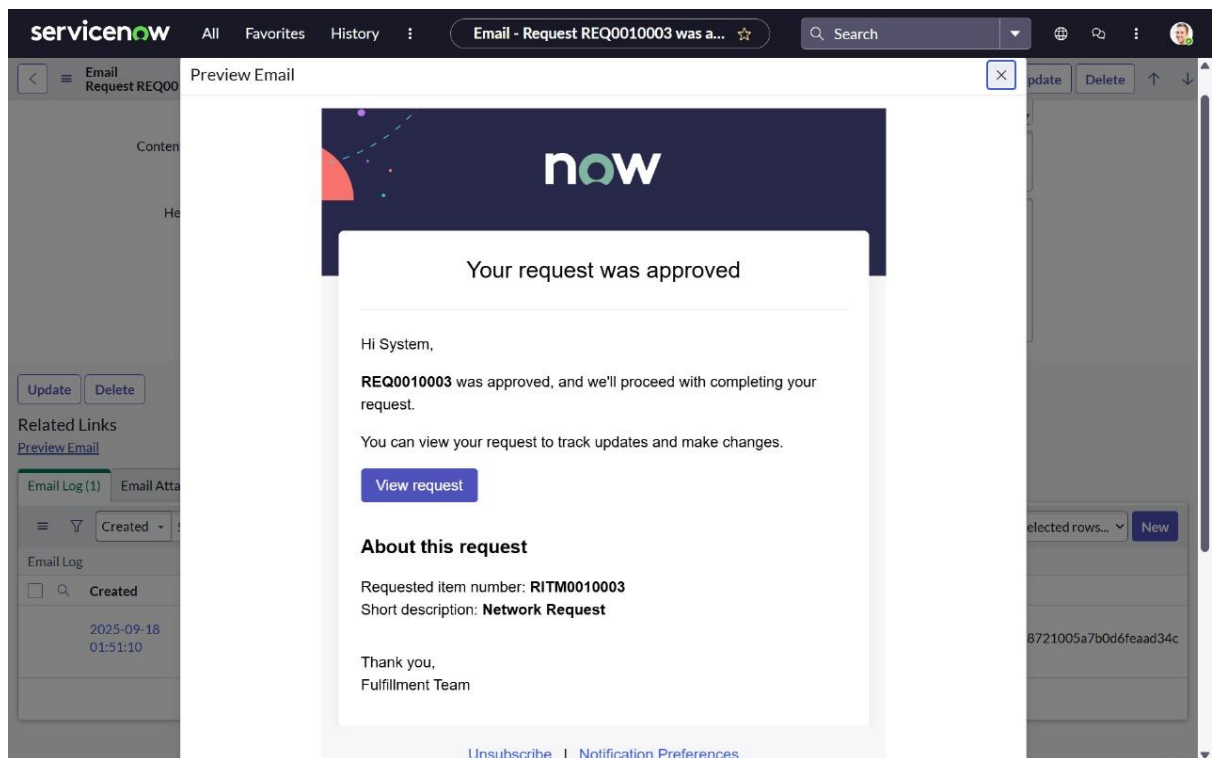 servicenow All Favorites History Email - Request REQ0010003 was a... Search
Email
Request REQ00
Preview Email
pdate Delete
Conten
He
now
Your request was approved
Hi System,
REQ0010003 was approved, and we'll proceed with completing your
request.
You can view your request to track updates and make changes.
View request
About this request
Requested item number: RITM0010003
Short description: Network Request
Thank you,
Fulfillment Team
Unsubscribe | Notification Preferences
Update Delete
Related Links
Preview Email
Email Log (1) Email Atta
Created
elected rows... New
Email Log
Created
2025-09-18
01:51:10
8721005a7b0d6feaad34c